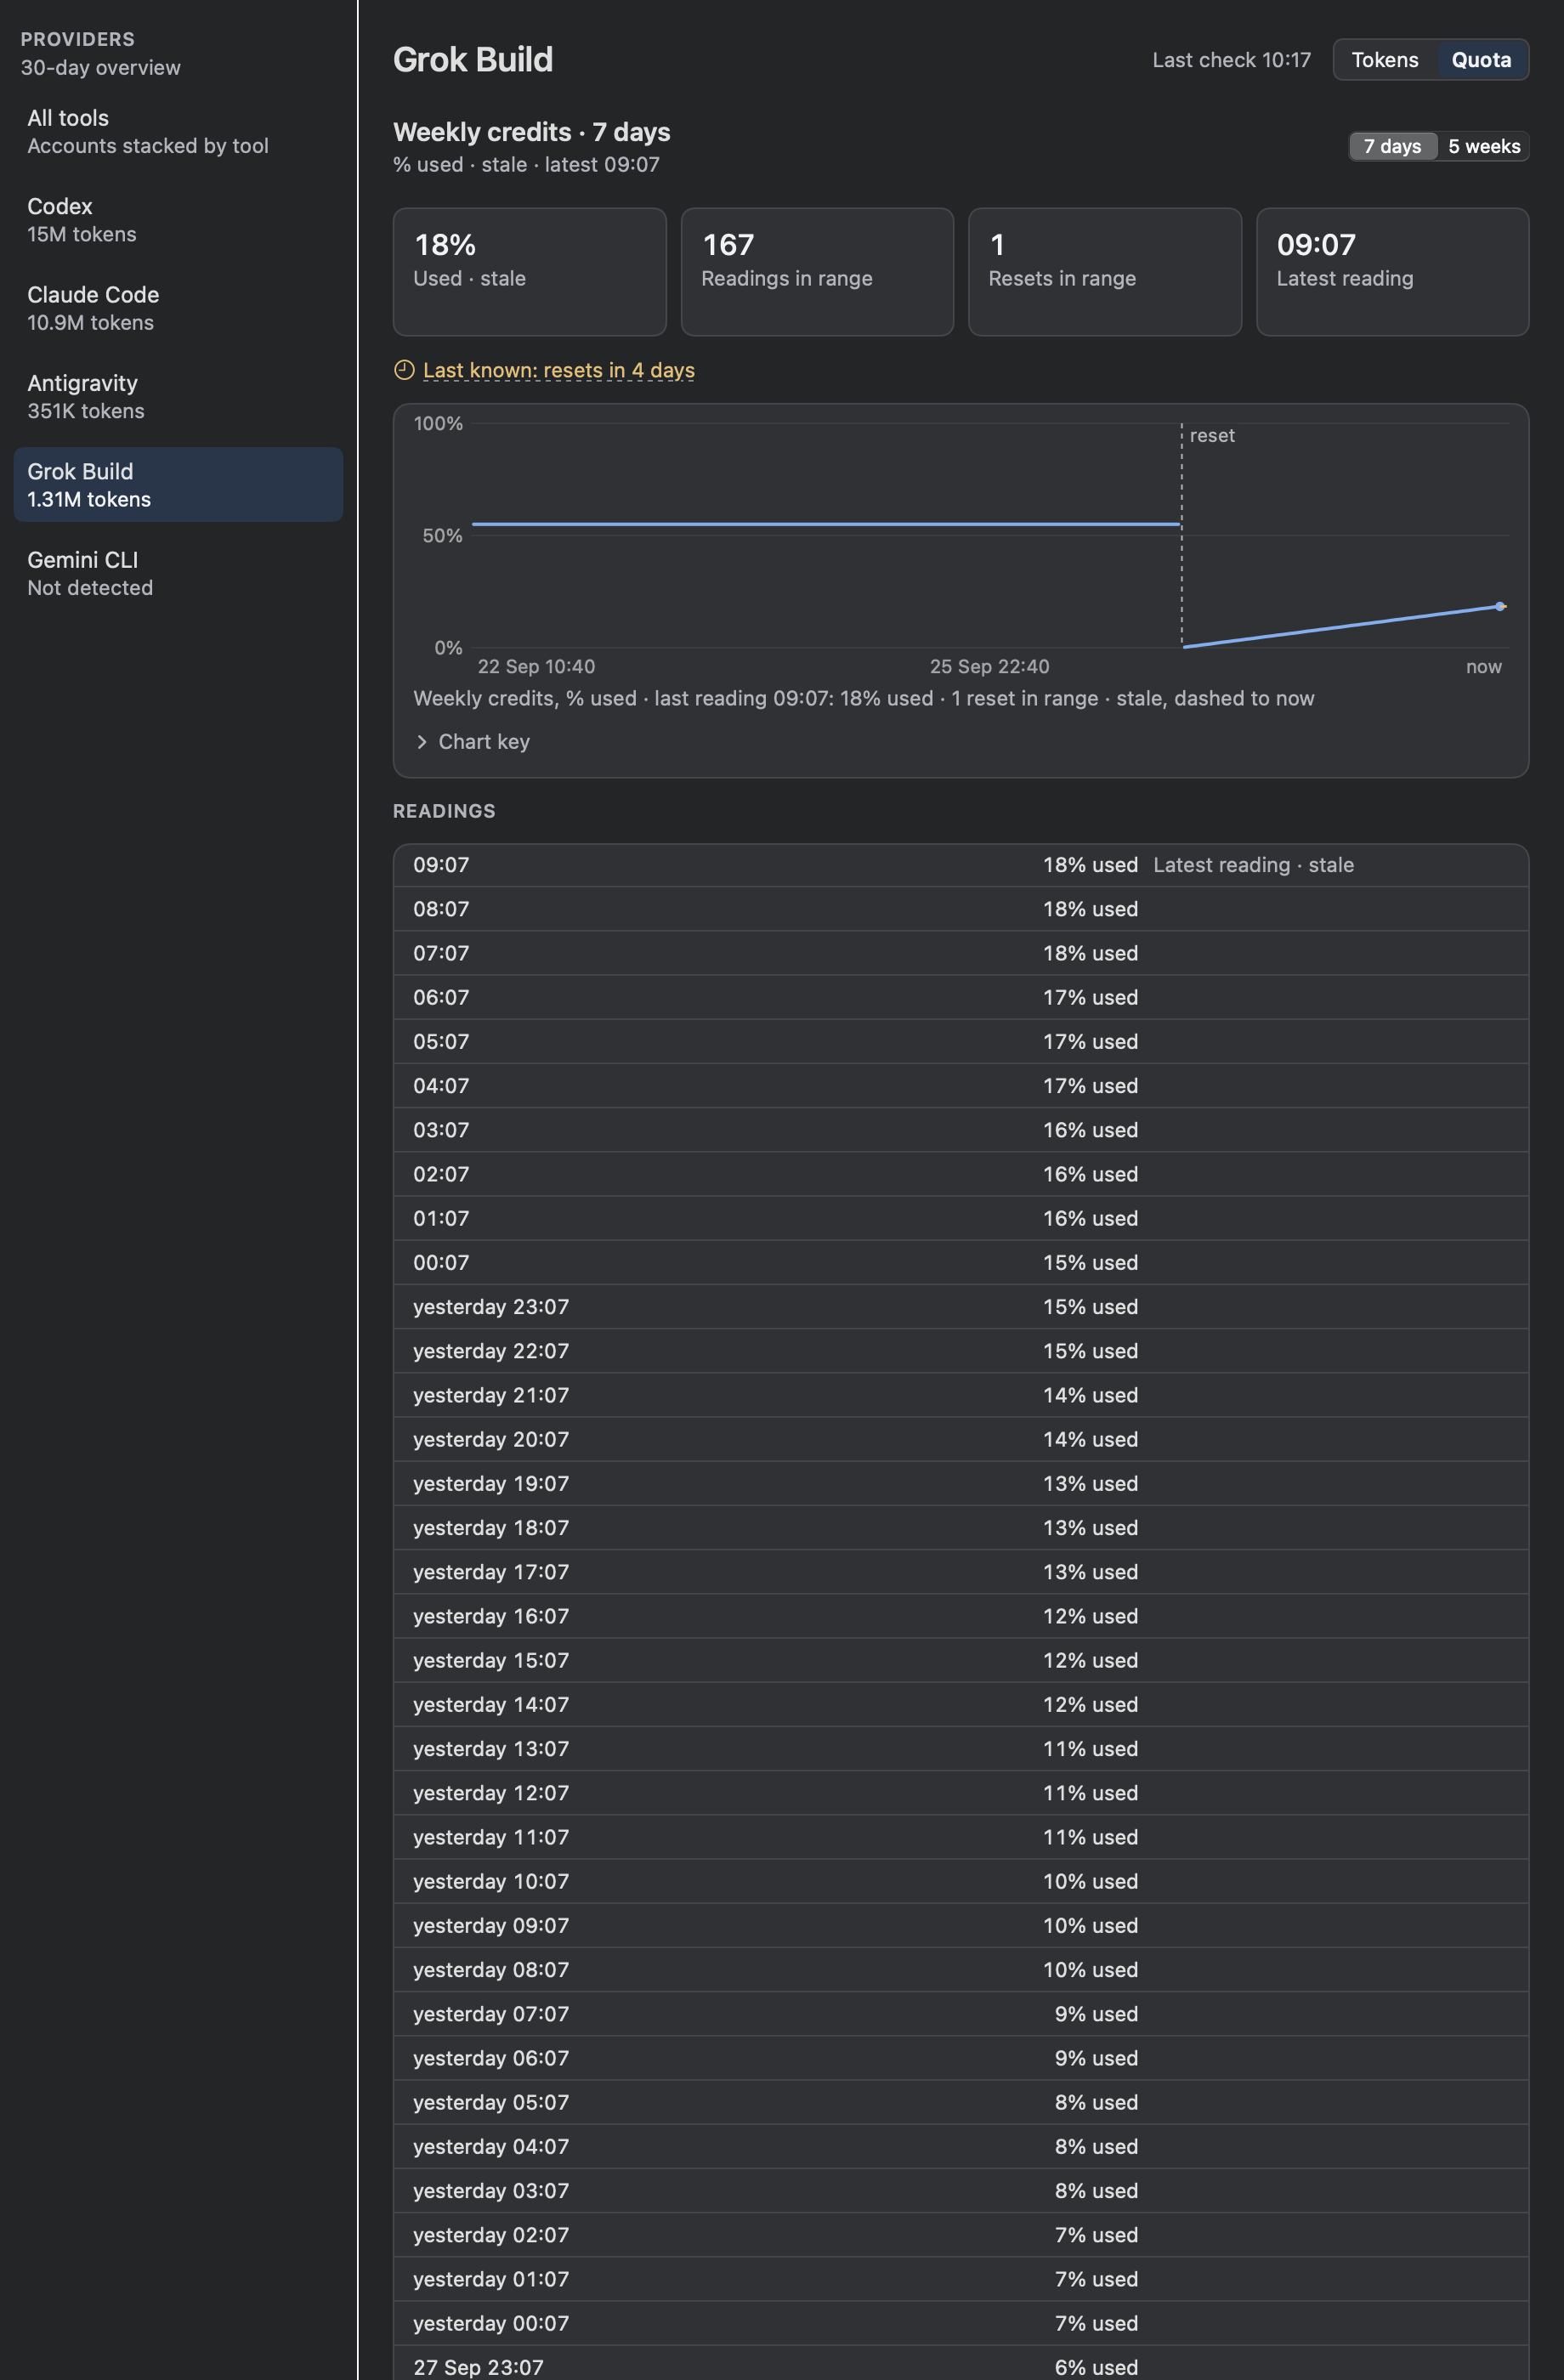 PROVIDERS
30-day overview
All tools
Accounts stacked by tool
Codex
15M tokens
Claude Code
10.9M tokens
Antigravity
351K tokens
Grok Build
1.31M tokens
Gemini CLI
Not detected
Grok Build
Last check 10:17
Tokens
Quota
Weekly credits · 7 days
% used · stale · latest 09:07
7 days
5 weeks
18%
Used · stale
167
Readings in range
1
Resets in range
09:07
Latest reading
Last known: resets in 4 days
100%
reset
50%
0%
22 Sep 10:40
25 Sep 22:40
now
Weekly credits, % used · last reading 09:07: 18% used · 1 reset in range · stale, dashed to now
Chart key
READINGS
09:07 18% used Latest reading · stale
08:07 18% used
07:07 18% used
06:07 17% used
05:07 17% used
04:07 17% used
03:07 16% used
02:07 16% used
01:07 16% used
00:07 15% used
yesterday 23:07 15% used
yesterday 22:07 15% used
yesterday 21:07 14% used
yesterday 20:07 14% used
yesterday 19:07 13% used
yesterday 18:07 13% used
yesterday 17:07 13% used
yesterday 16:07 12% used
yesterday 15:07 12% used
yesterday 14:07 12% used
yesterday 13:07 11% used
yesterday 12:07 11% used
yesterday 11:07 11% used
yesterday 10:07 10% used
yesterday 09:07 10% used
yesterday 08:07 10% used
yesterday 07:07 9% used
yesterday 06:07 9% used
yesterday 05:07 8% used
yesterday 04:07 8% used
yesterday 03:07 8% used
yesterday 02:07 7% used
yesterday 01:07 7% used
yesterday 00:07 7% used
27 Sep 23:07 6% used